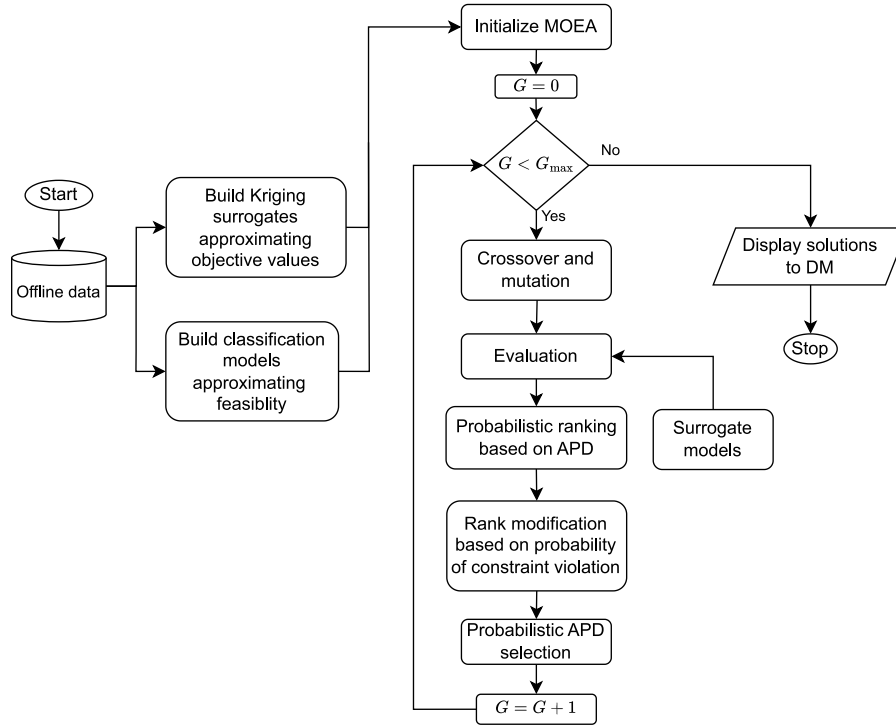 Start
Offline data
Build Kriging
surrogates
approximating
objective values
Build classification
models
approximating
feasiblity
Initialize MOEA
G = 0
G < G_max
No
Yes
Crossover and
mutation
Evaluation
Probabilistic ranking
based on APD
Rank modification
based on probability
of constraint violation
Probabilistic APD
selection
G = G + 1
Surrogate
models
Display solutions
to DM
Stop